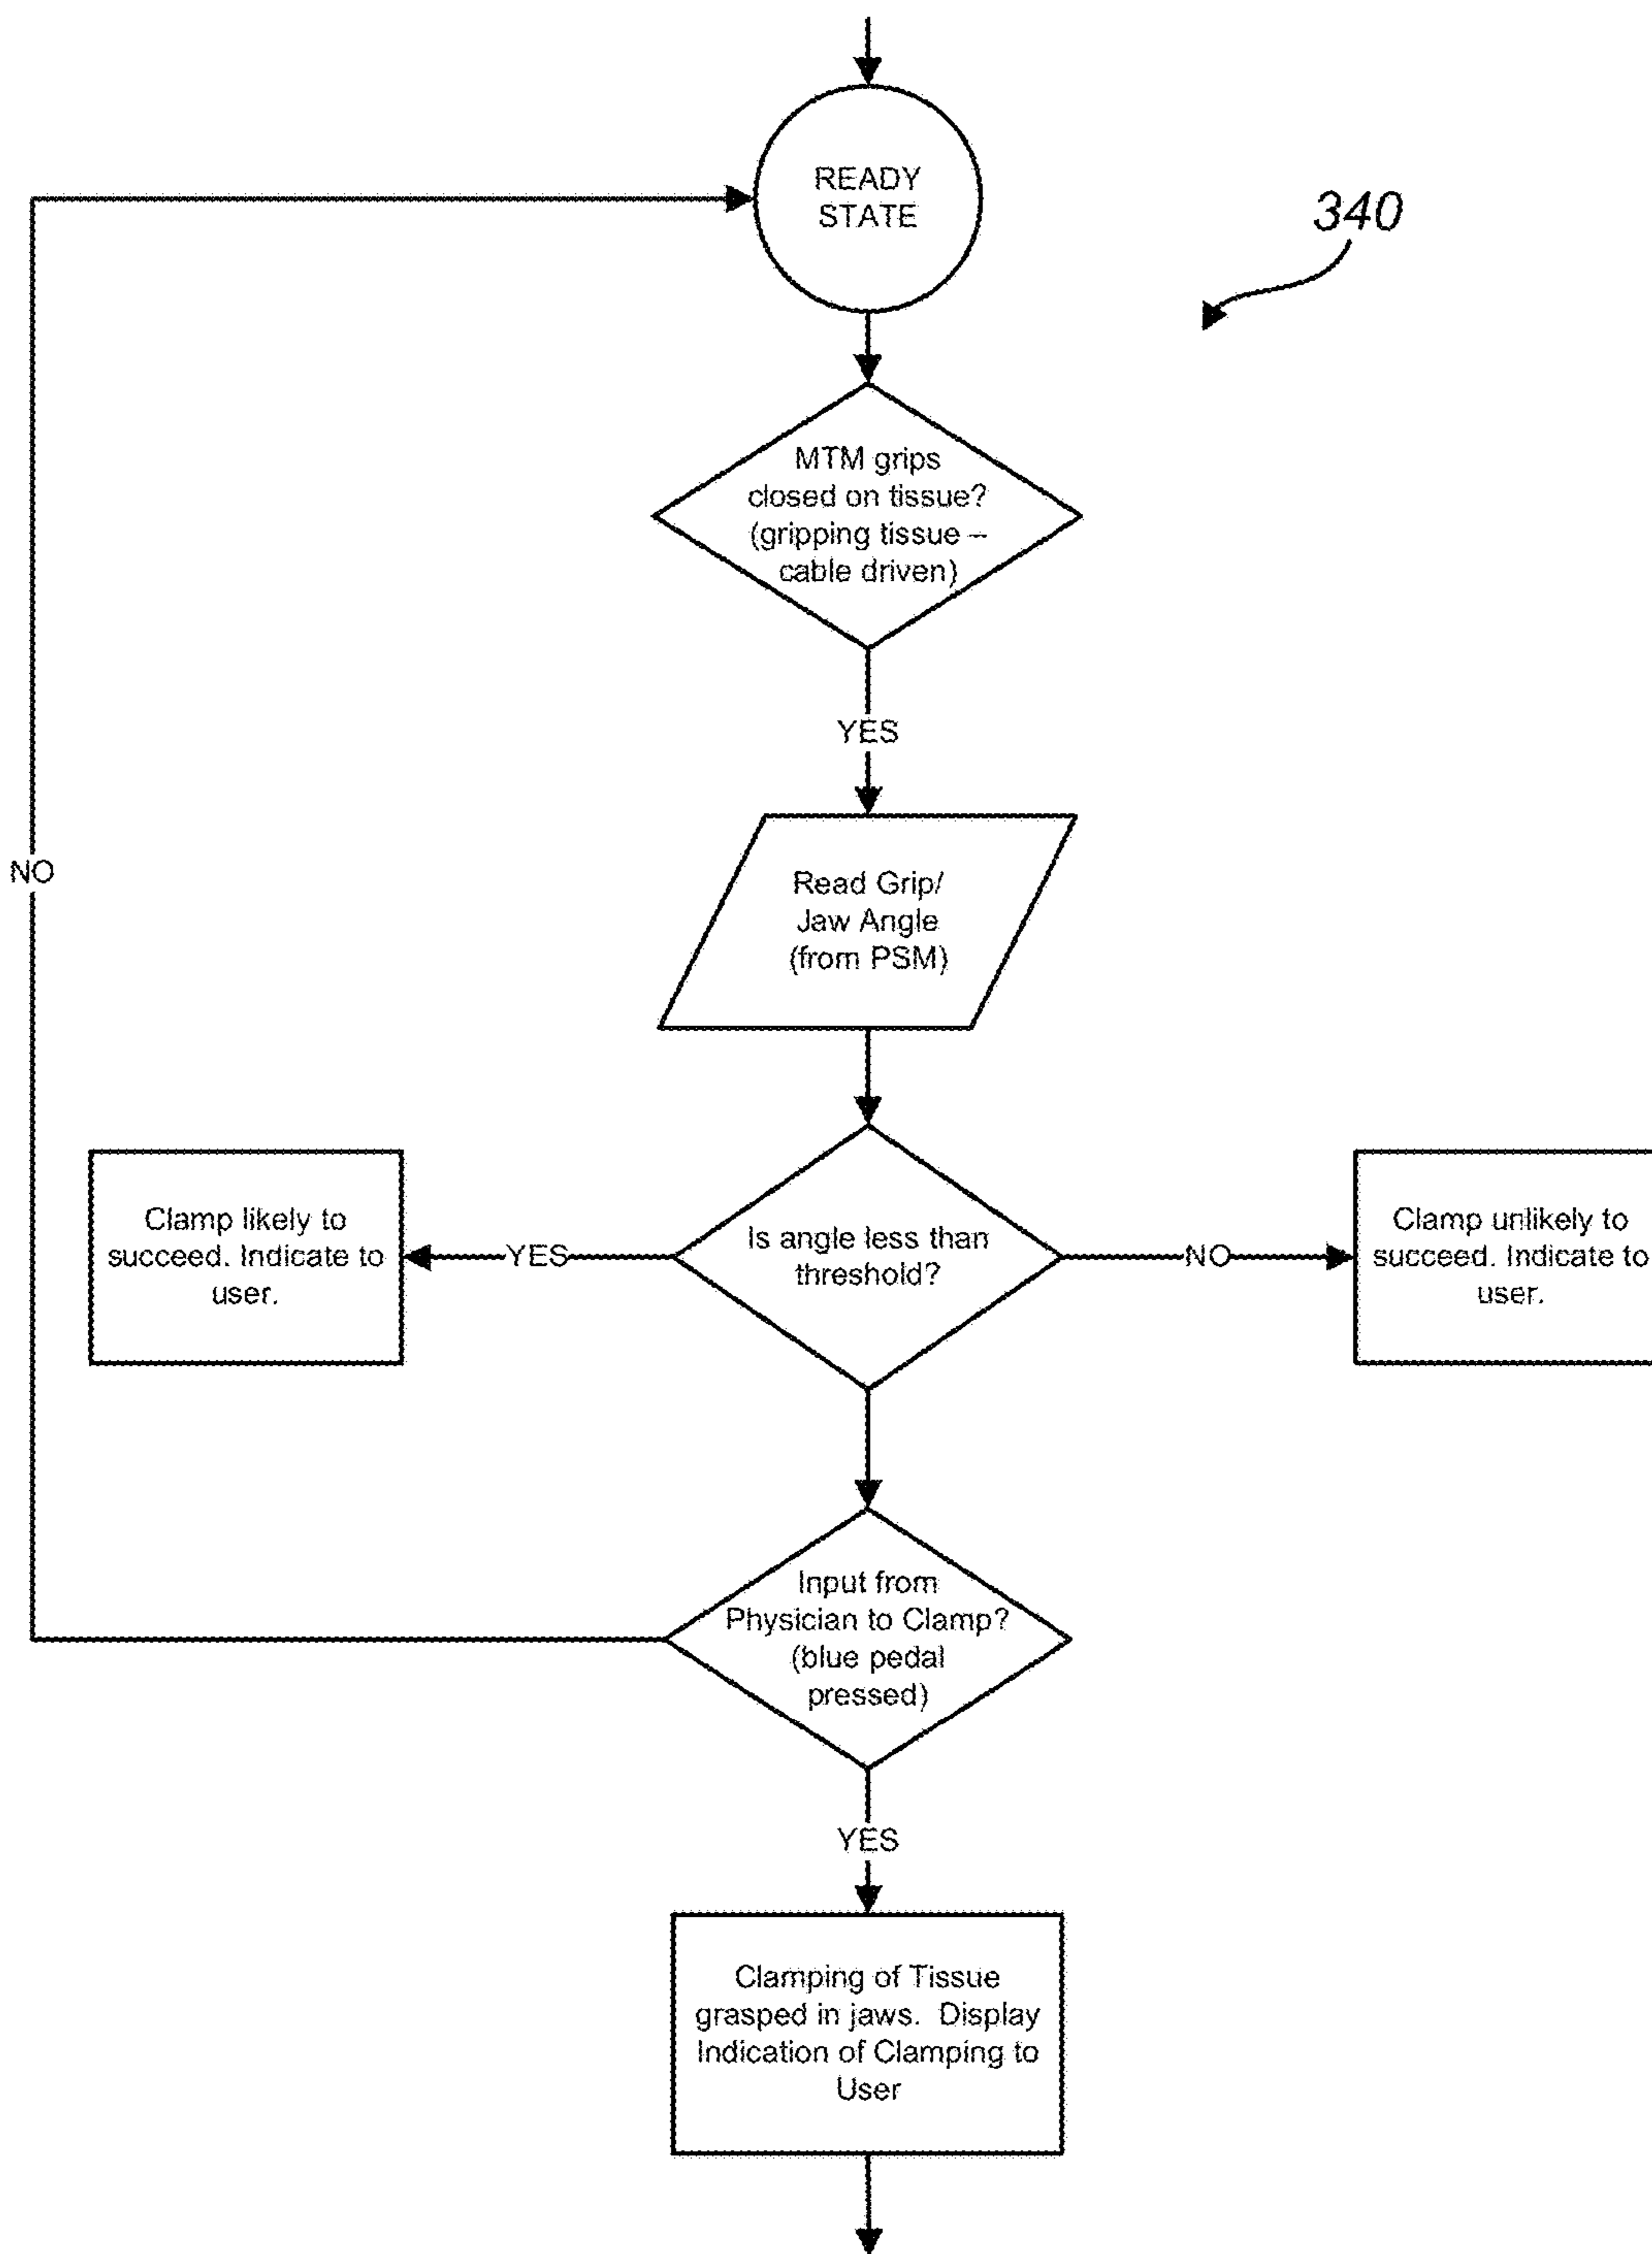 READY
STATE
340
MTM grips
closed on tissue?
(gripping tissue –
cable driven)
YES
NO
Read Grip/
Jaw Angle
(from PSM)
Clamp likely to
succeed. Indicate to
user.
YES
Is angle less than
threshold?
NO
Clamp unlikely to
succeed. Indicate to
user.
Input from
Physician to Clamp?
(blue pedal
pressed)
YES
Clamping of Tissue
grasped in jaws.  Display
Indication of Clamping to
User